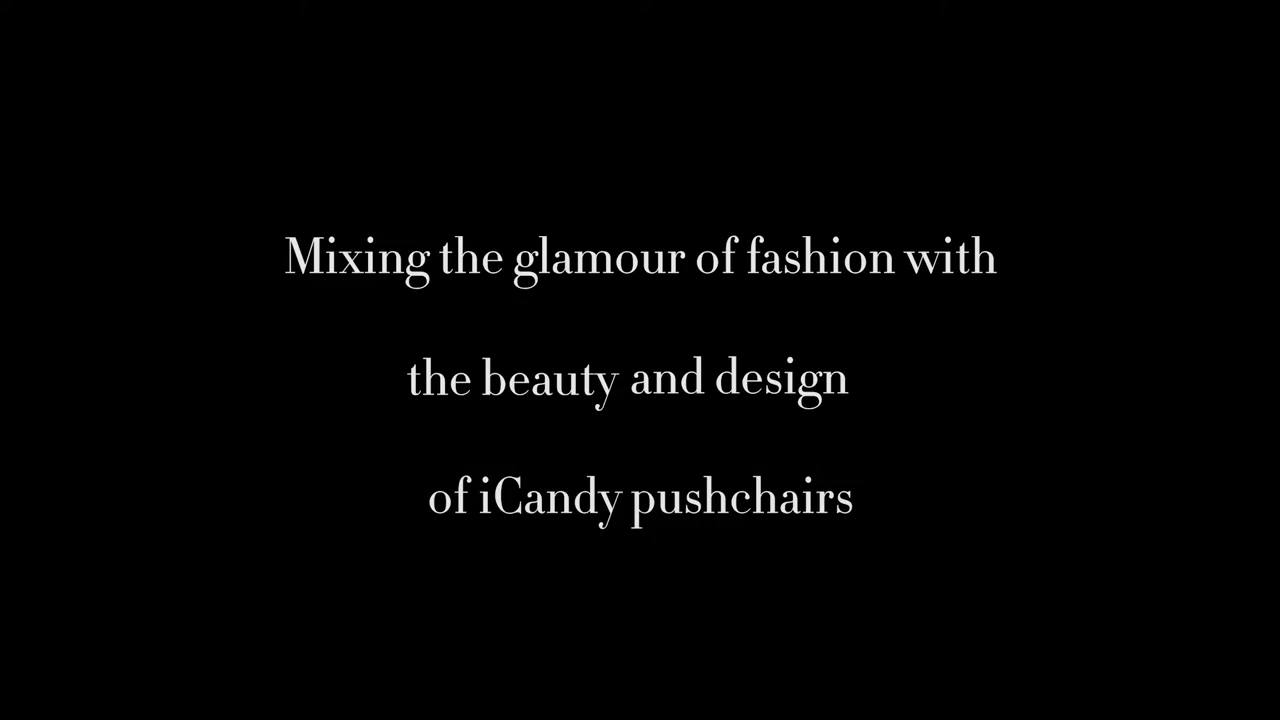 Mixing the glamour of fashion with
the beauty and design
of iCandy pushchairs